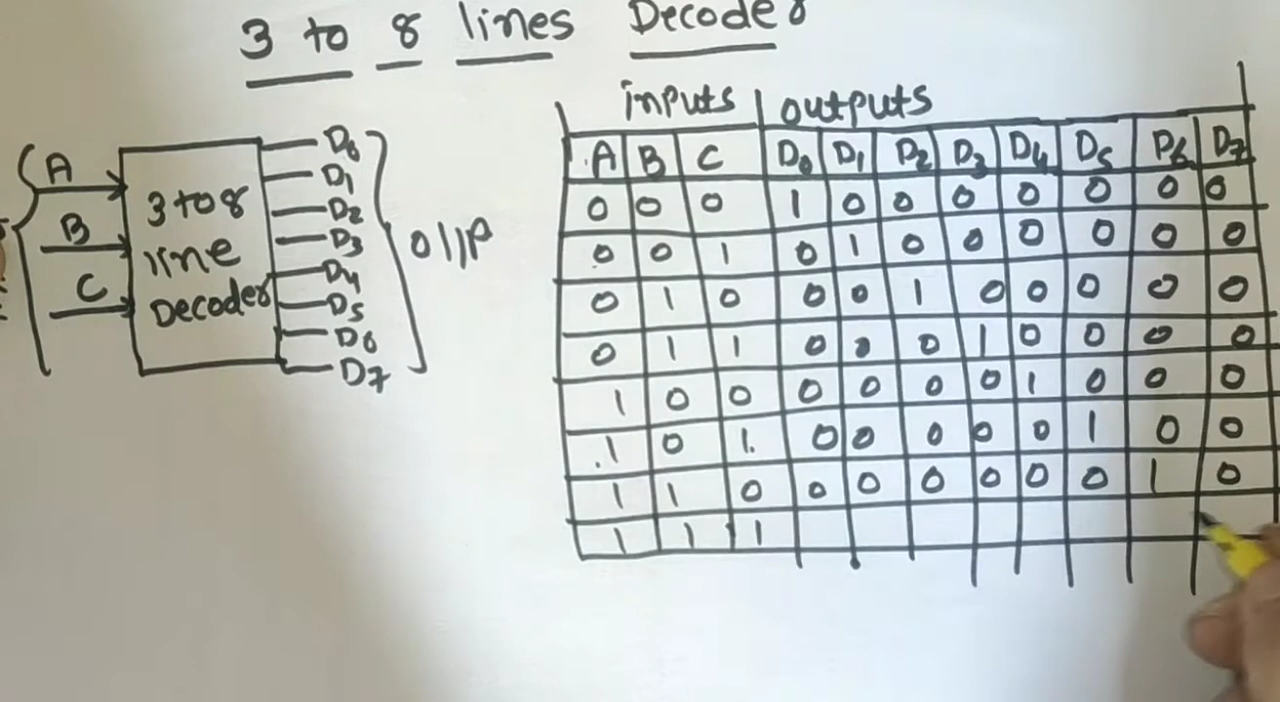 3 to 8 lines Decoder
inputs outputs
A B C D0 D1 D2 D3 D4 D5 D6 D7
0 0 0 1 0 0 0 0 0 0 0
0 0 1 0 1 0 0 0 0 0 0
0 1 0 0 0 1 0 0 0 0 0
0 1 1 0 0 0 1 0 0 0 0
1 0 0 0 0 0 0 1 0 0 0
1 0 1 0 0 0 0 0 1 0 0
1 1 0 0 0 0 0 0 0 1 0
1 1 1
A
B
C
3 to 8
line
Decoder
D0
D1
D2
D3
D4
D5
D6
D7
O/P